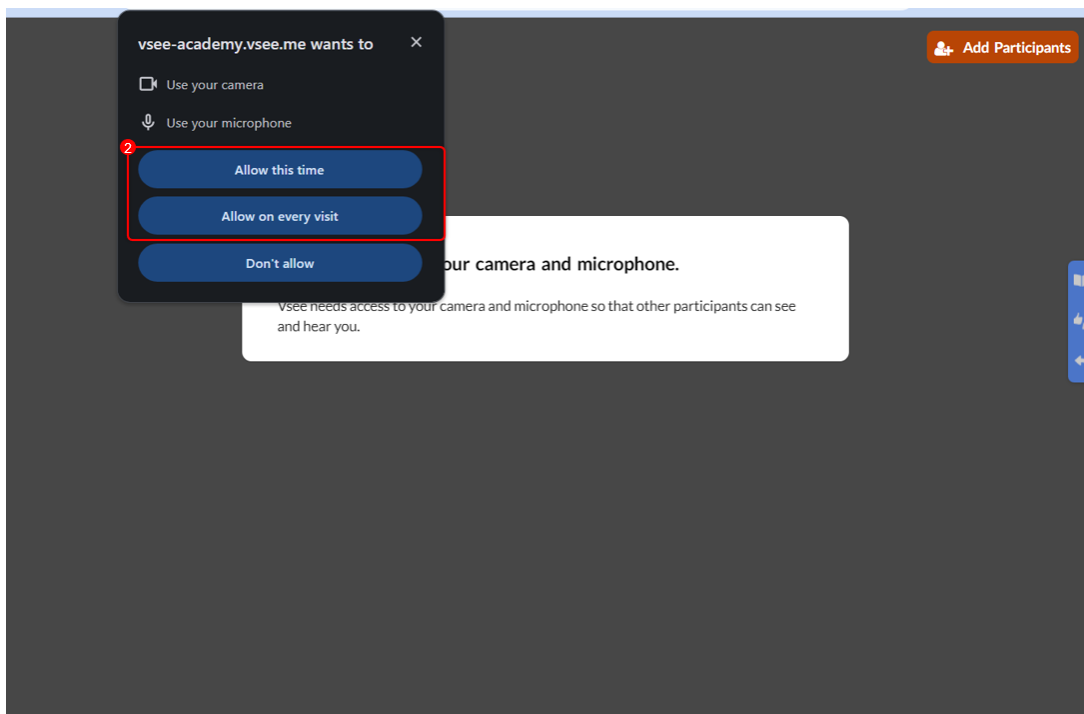 vsee-academy.vsee.me wants to
Add Participants
Use your camera
Use your microphone
2
Allow this time
Allow on every visit
Don't allow
our camera and microphone.
Vsee needs access to your camera and microphone so that other participants can see
and hear you.